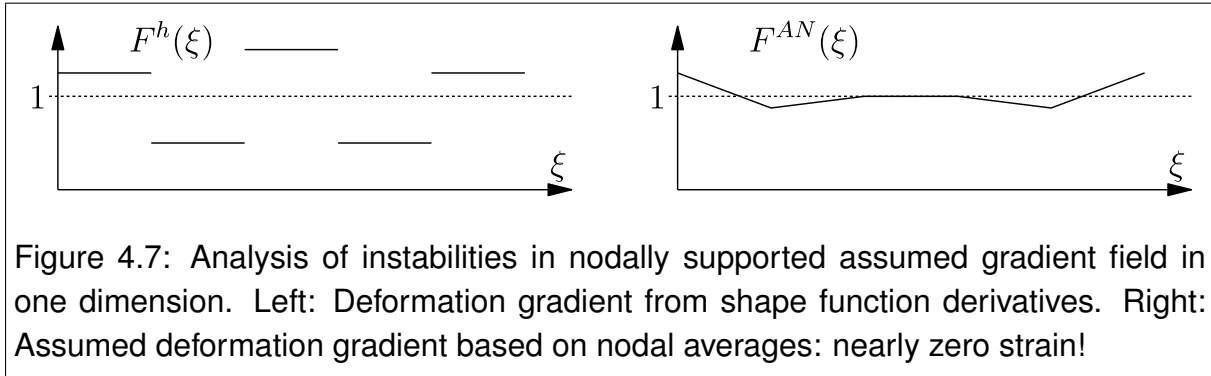 F^h(ξ)
1
ξ
F^{AN}(ξ)
1
ξ
Figure 4.7: Analysis of instabilities in nodally supported assumed gradient field in
one dimension. Left: Deformation gradient from shape function derivatives. Right:
Assumed deformation gradient based on nodal averages: nearly zero strain!